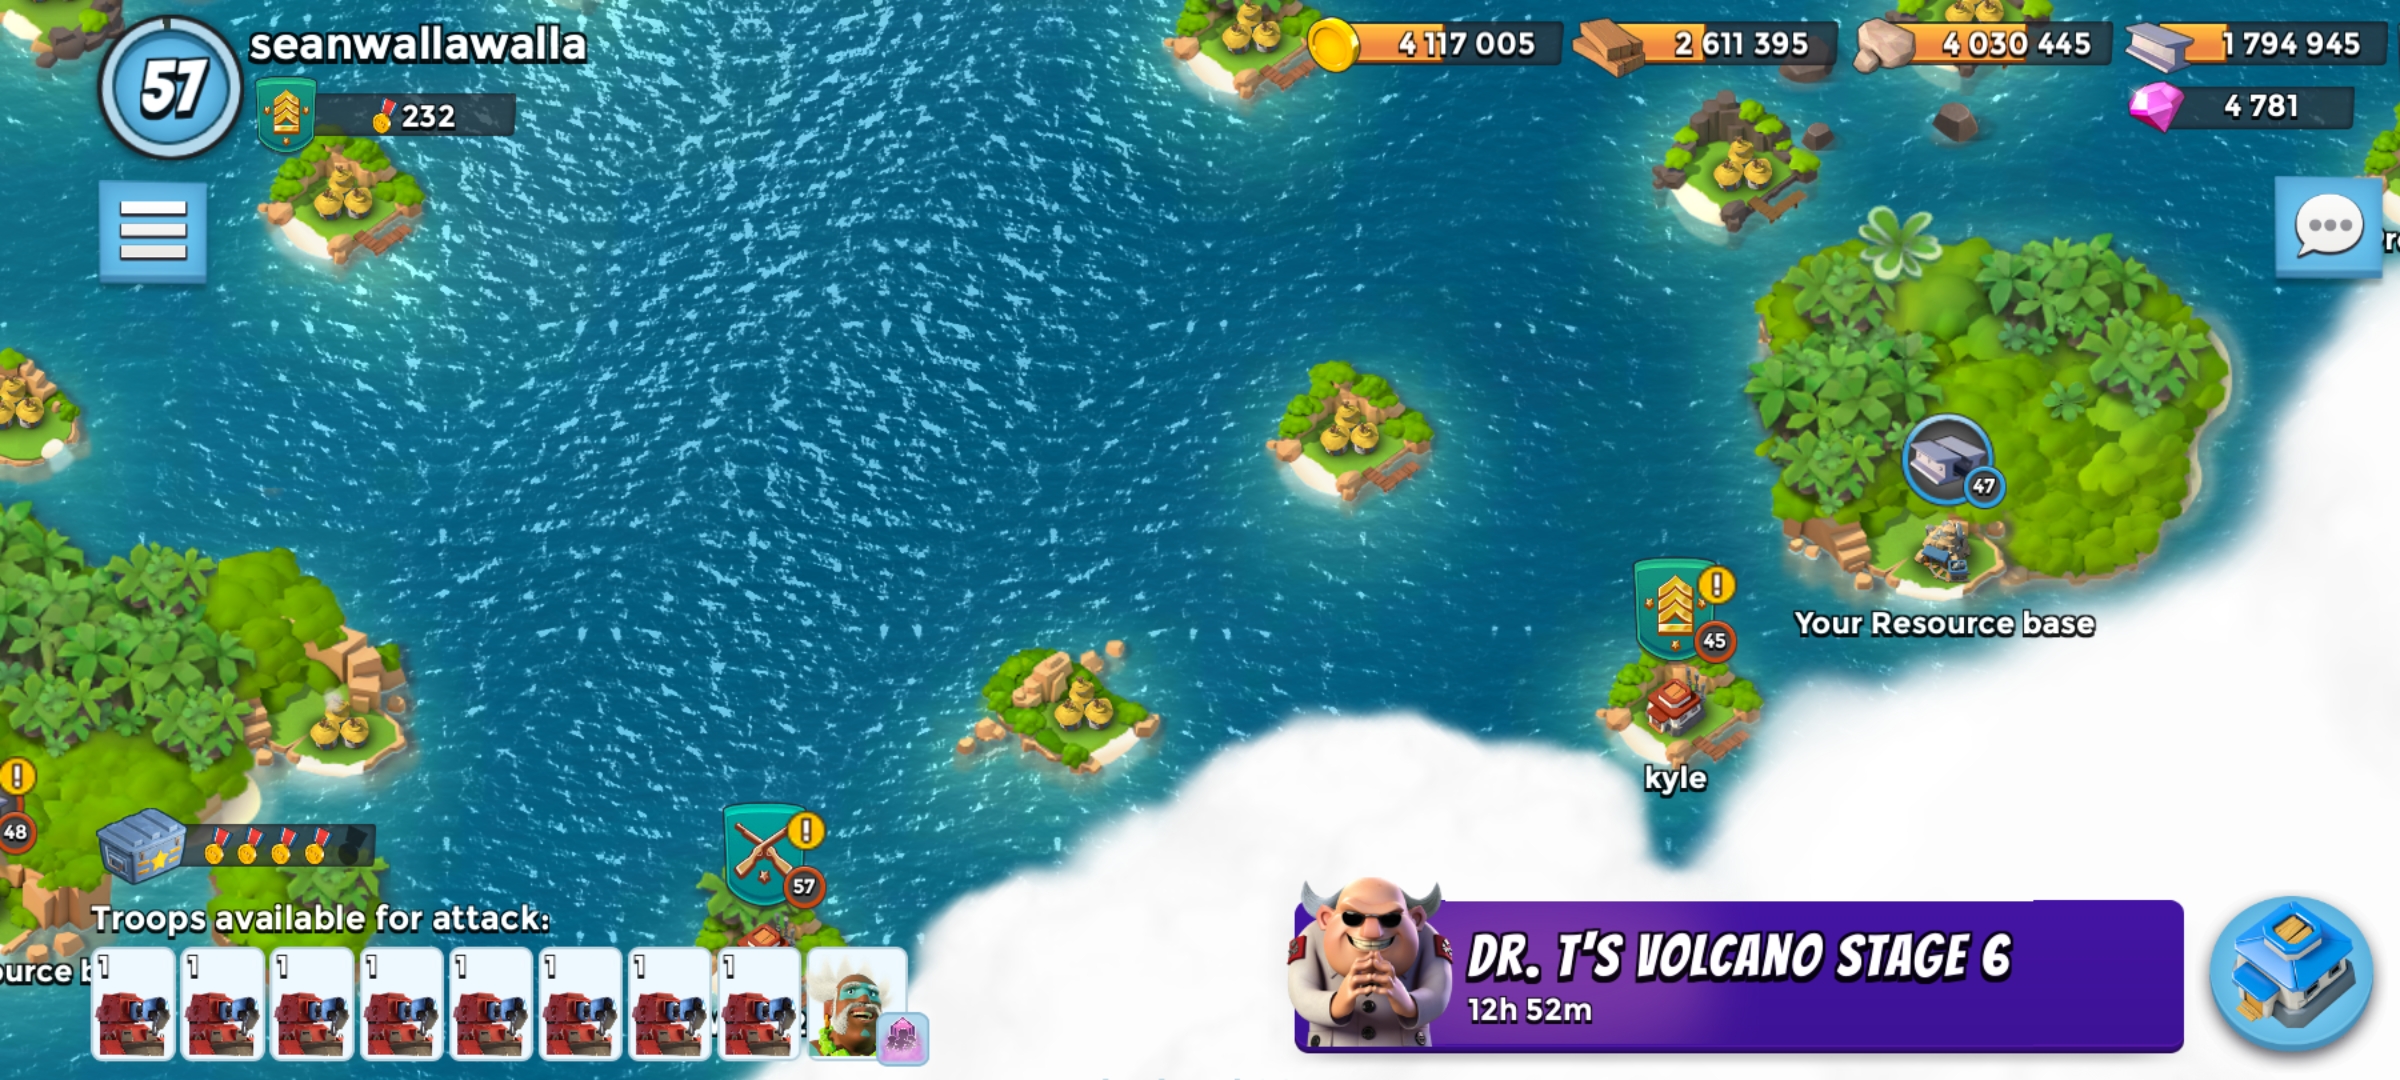 57
seanwallawalla
232
4 117 005
2 611 395
4 030 445
1 794 945
4 781
47
Your Resource base
45
kyle
48
57
Troops available for attack:
1 1 1 1 1 1 1 1
DR. T'S VOLCANO STAGE 6
12h 52m